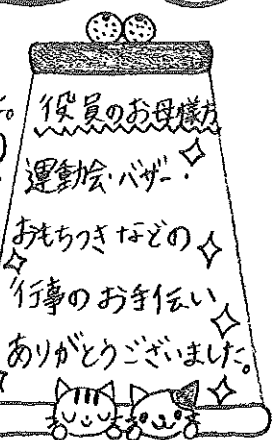 役員のお母様方
運動会・バザー・
おもちつきなどの
行事のお手伝い
ありがとうございました。